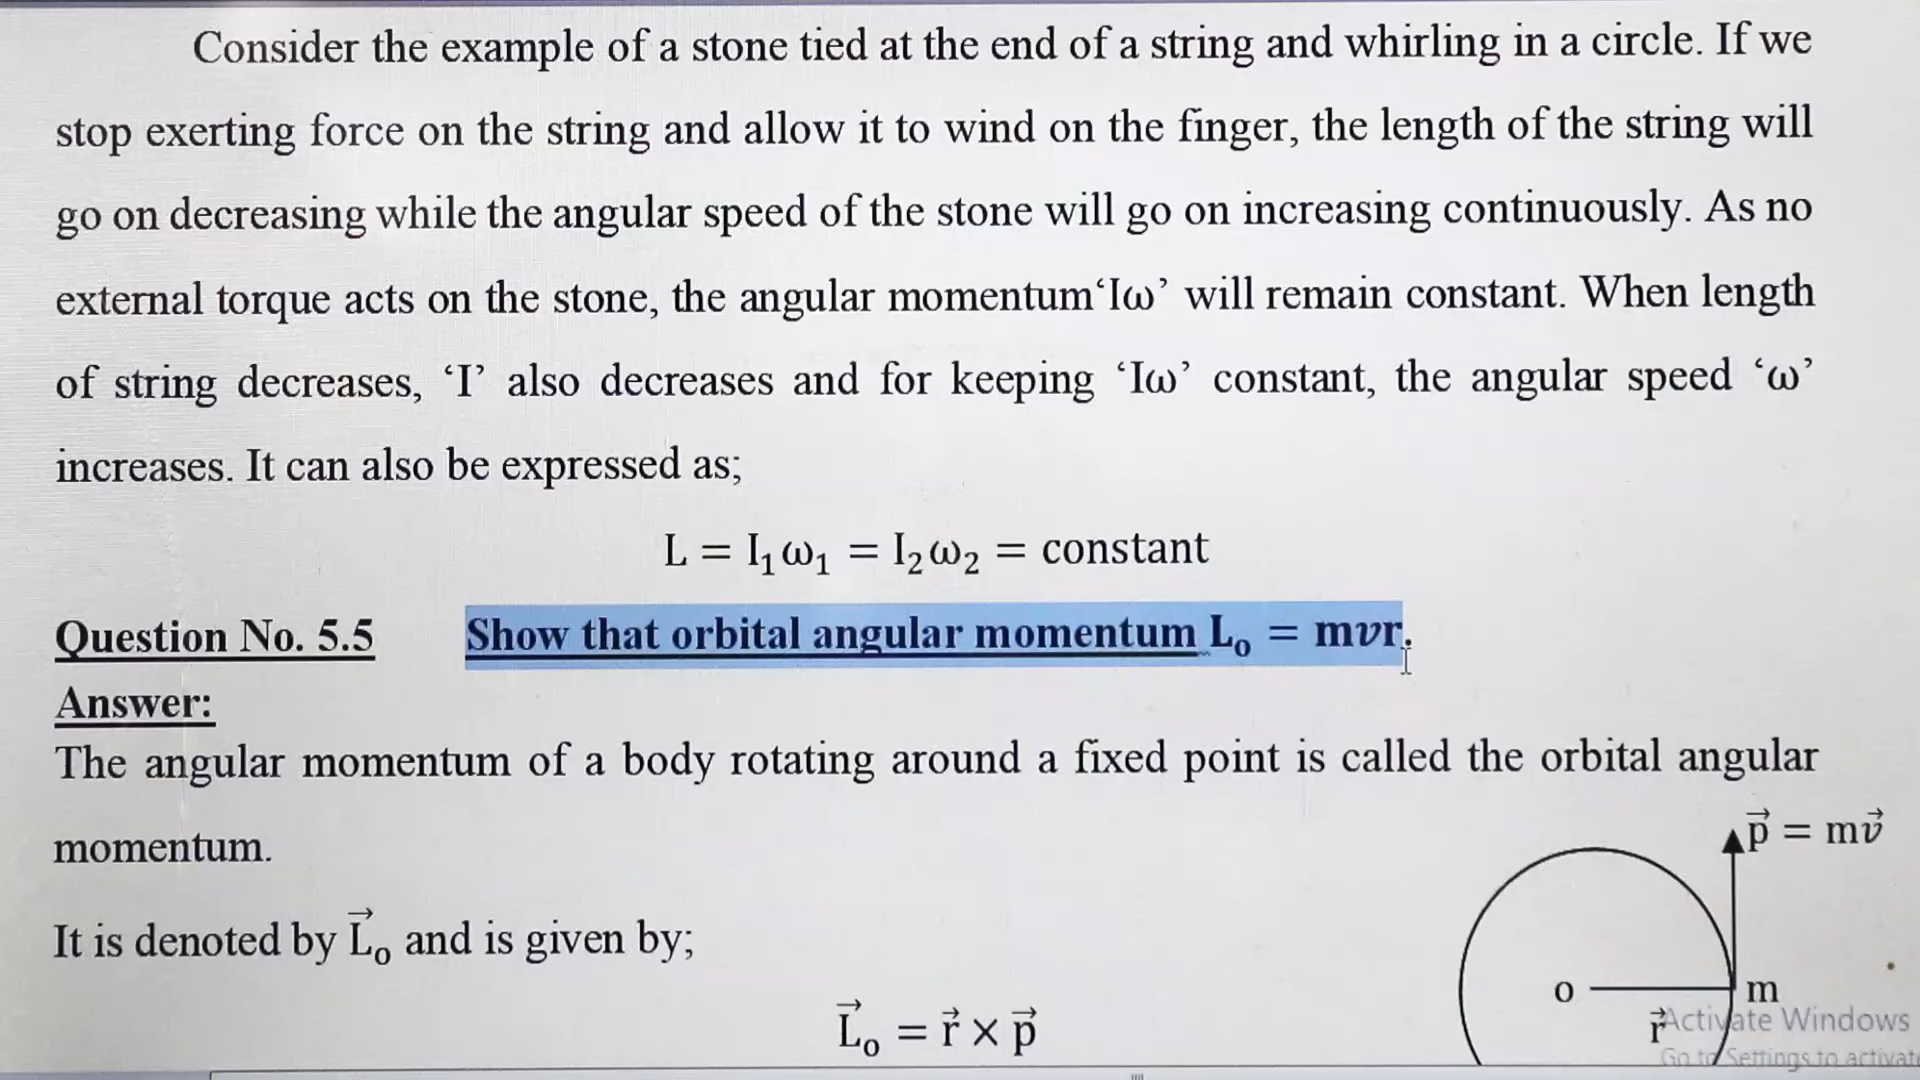 Consider the example of a stone tied at the end of a string and whirling in a circle. If we
stop exerting force on the string and allow it to wind on the finger, the length of the string will
go on decreasing while the angular speed of the stone will go on increasing continuously. As no
external torque acts on the stone, the angular momentum‘Iω’ will remain constant. When length
of string decreases, ‘I’ also decreases and for keeping ‘Iω’ constant, the angular speed ‘ω’
increases. It can also be expressed as;
L = I₁ω₁ = I₂ω₂ = constant
Question No. 5.5 Show that orbital angular momentum Lₒ = mvr.
Answer:
The angular momentum of a body rotating around a fixed point is called the orbital angular
momentum.
p⃗ = mv⃗
It is denoted by L⃗ₒ and is given by;
o m
r⃗
L⃗ₒ = r⃗ × p⃗
Activate Windows
Go to Settings to activate